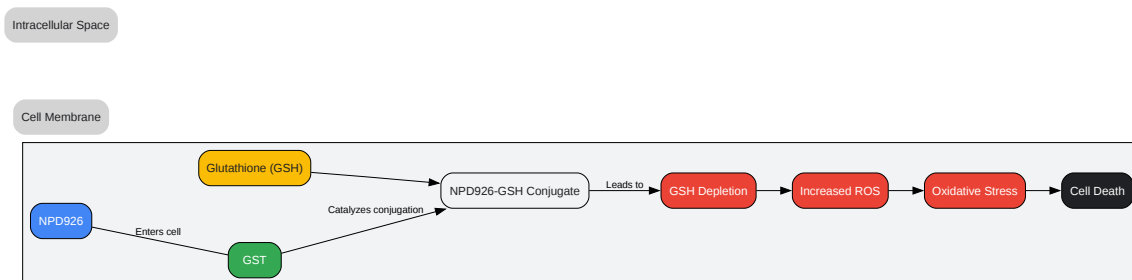 Intracellular Space
Cell Membrane
Glutathione (GSH)
NPD926-GSH Conjugate
Leads to
GSH Depletion
Increased ROS
Oxidative Stress
Cell Death
NPD926
Enters cell
Catalyzes conjugation
GST